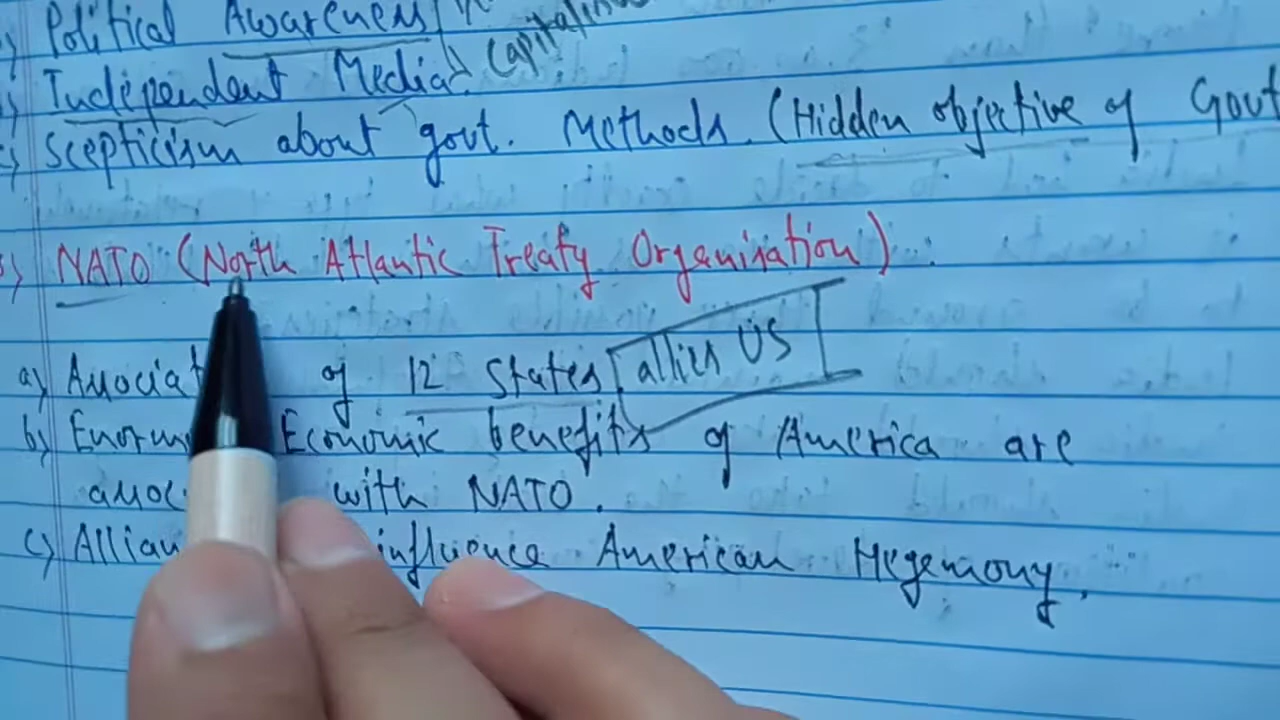 Political Awareness
Independent Media. Capitalism
Scepticism about govt. Methods. (Hidden objective of Govt
NATO (North Atlantic Treaty Organisation).
a) of 12 States allies US
b) Economic benefits of America are
with NATO.
c) influence American Hegemony.